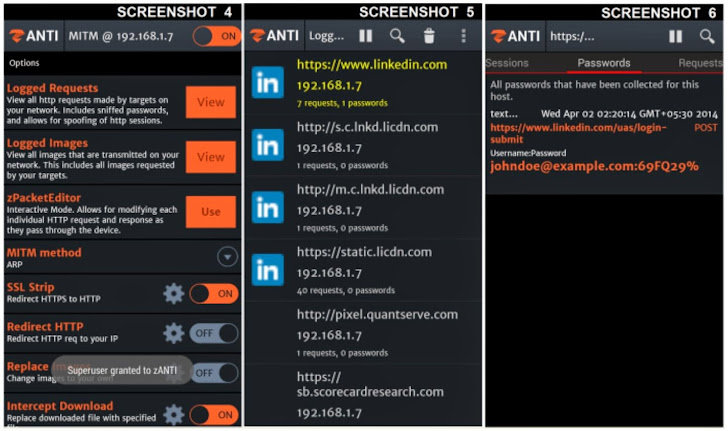 SCREENSHOT 4
ANTI MITM @ 192.168.1.7 ON
Options
Logged Requests
View all http requests made by targets
on your network. Includes sniffed passwords,
and allows for spoofing of http sessions.
View
Logged Images
View all images that are transmitted on your
network. This includes all images requested
by your targets.
View
zPacketEditor
Interactive Mode. Allows for modifying each
individual HTTP request and response as
they pass through the device.
Use
MITM method
ARP
SSL Strip
Redirect HTTPS to HTTP
ON
Redirect HTTP
Redirect HTTP req to your IP
OFF
Replace
Change images to your own
OFF
Superuser granted to zANTI
Intercept Download
Replace downloaded file with specified
ON
SCREENSHOT 5
ANTI Logg...
https://www.linkedin.com
192.168.1.7
7 requests, 1 passwords
http://s.c.lnkd.licdn.com
192.168.1.7
1 requests, 0 passwords
http://m.c.lnkd.licdn.com
192.168.1.7
1 requests, 0 passwords
https://static.licdn.com
192.168.1.7
40 requests, 0 passwords
http://pixel.quantserve.com
192.168.1.7
1 requests, 0 passwords
https://
sb.scorecardresearch.com
192.168.1.7
SCREENSHOT 6
ANTI https:/...
Sessions Passwords Requests
All passwords that have been collected for this
host.
text... Wed Apr 02 02:20:14 GMT+05:30 2014
https://www.linkedin.com/uas/login-
submit
POST
Username:Password
johndoe@example.com:69FQ29%